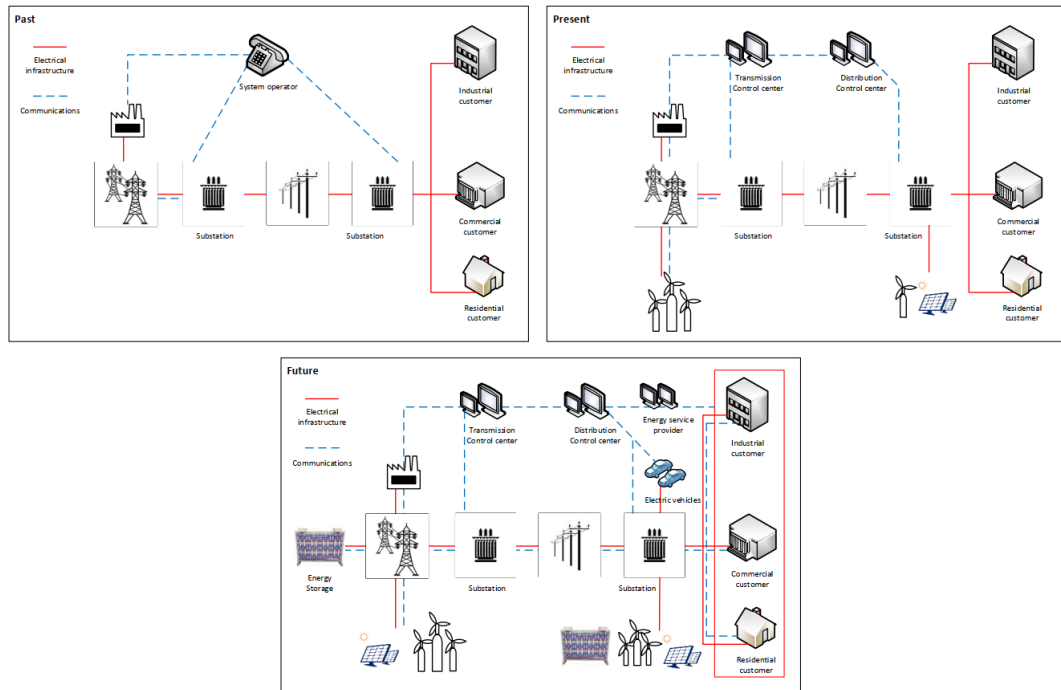 Past
Electrical
infrastructure
Communications
System operator
Industrial
customer
Substation
Substation
Commercial
customer
Residential
customer
Present
Electrical
infrastructure
Communications
Transmission
Control center
Distribution
Control center
Industrial
customer
Substation
Substation
Commercial
customer
Residential
customer
Future
Electrical
infrastructure
Communications
Transmission
Control center
Distribution
Control center
Energy service
provider
Industrial
customer
Electric vehicles
Energy
Storage
Substation
Substation
Commercial
customer
Residential
customer